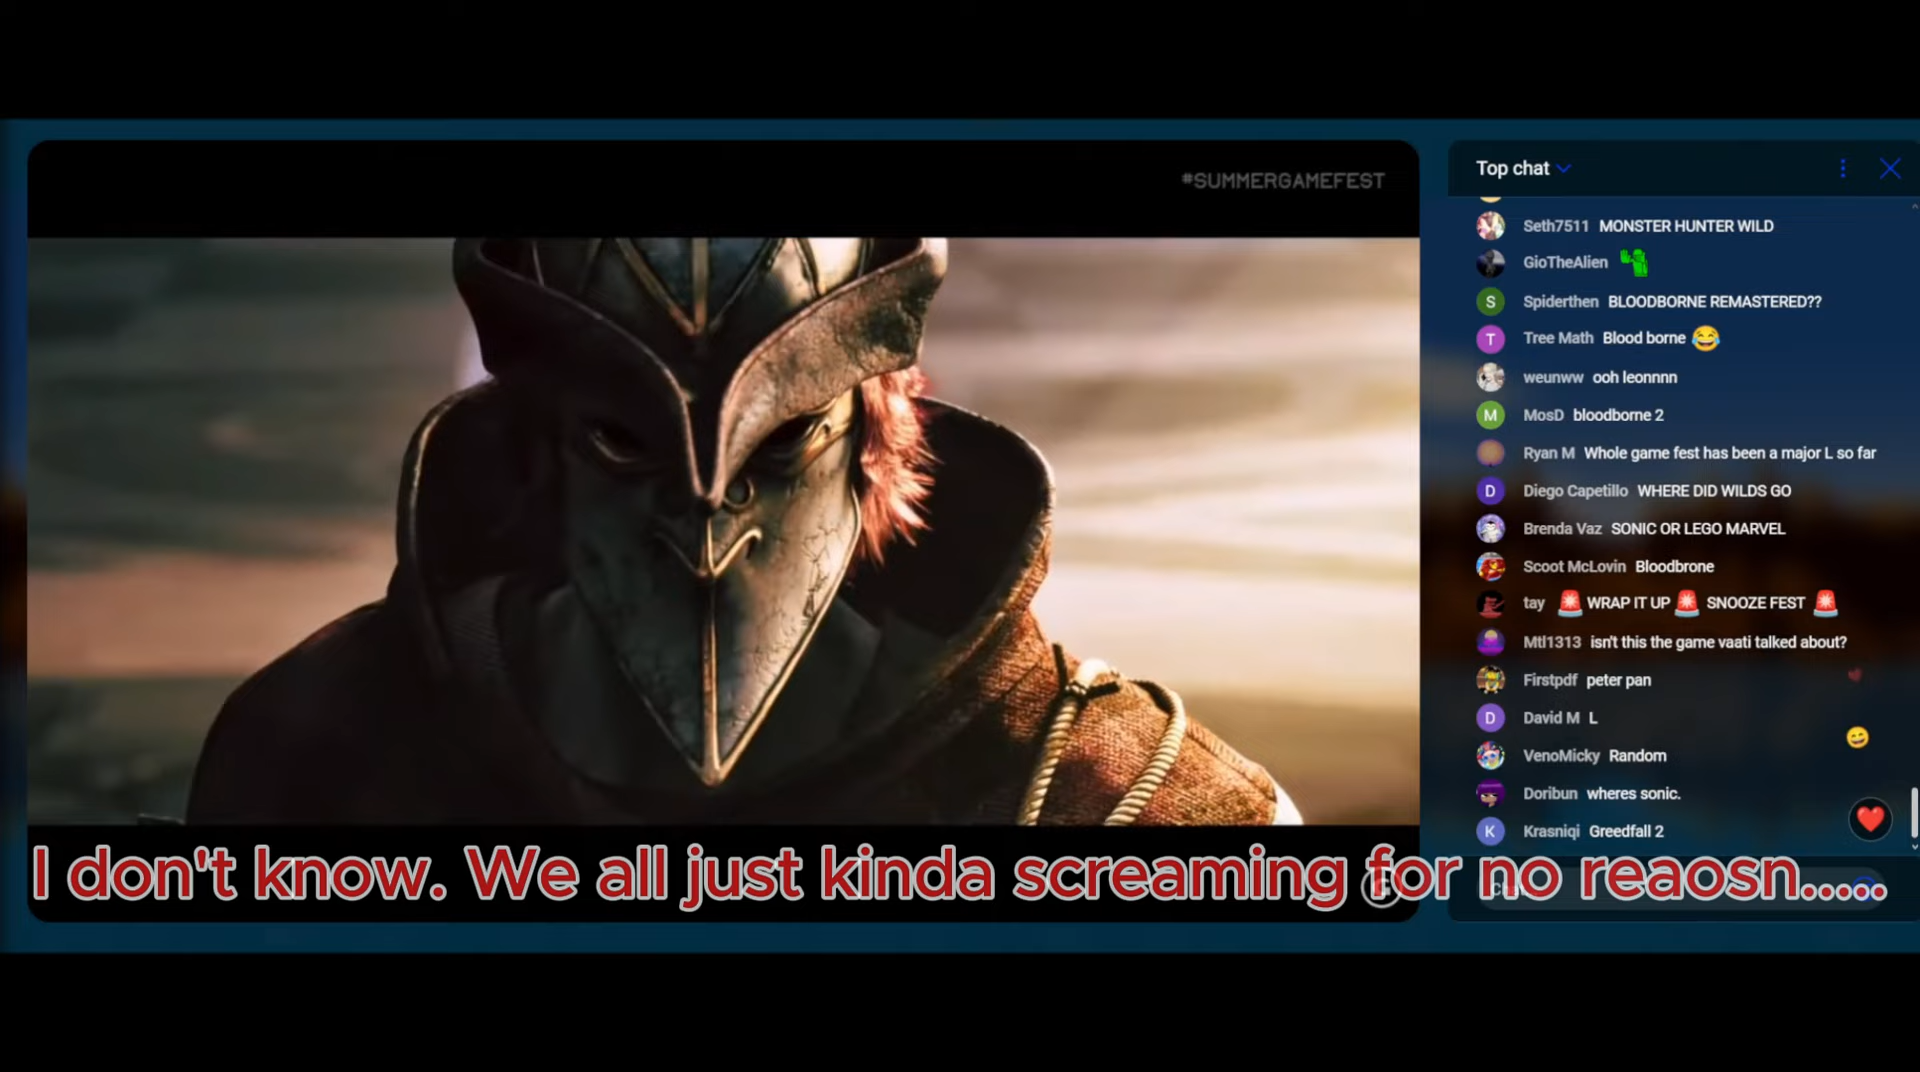 #SUMMERGAMEFEST
Top chat
Seth7511 MONSTER HUNTER WILD
GioTheAlien
S Spiderthen BLOODBORNE REMASTERED??
T Tree Math Blood borne 😂
weunww ooh leonnnn
M MosD bloodborne 2
Ryan M Whole game fest has been a major L so far
D Diego Capetillo WHERE DID WILDS GO
Brenda Vaz SONIC OR LEGO MARVEL
Scoot McLovin Bloodbrone
tay 🚨 WRAP IT UP 🚨 SNOOZE FEST 🚨
Mtl1313 isn't this the game vaati talked about?
Firstpdf peter pan
D David M L
VenoMicky Random
Doribun wheres sonic.
K Krasniqi Greedfall 2
I don't know. We all just kinda screaming for no reaosn.....